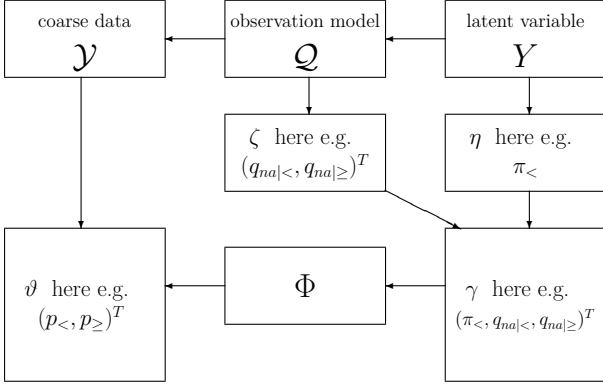 coarse data
𝒴
observation model
𝒬
latent variable
Y
ζ here e.g.
(q_{na|<}, q_{na|≥})^T
η here e.g.
π_<
ϑ here e.g.
(p_<, p_≥)^T
Φ
γ here e.g.
(π_<, q_{na|<}, q_{na|≥})^T